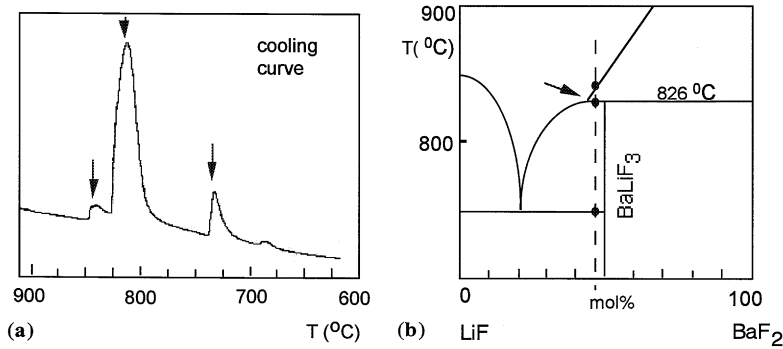 cooling
curve
900
800
700
600
(a)
T (⁰C)
900
T(⁰C)
826 ⁰C
800
BaLiF₃
0
mol%
100
(b)
LiF
BaF₂